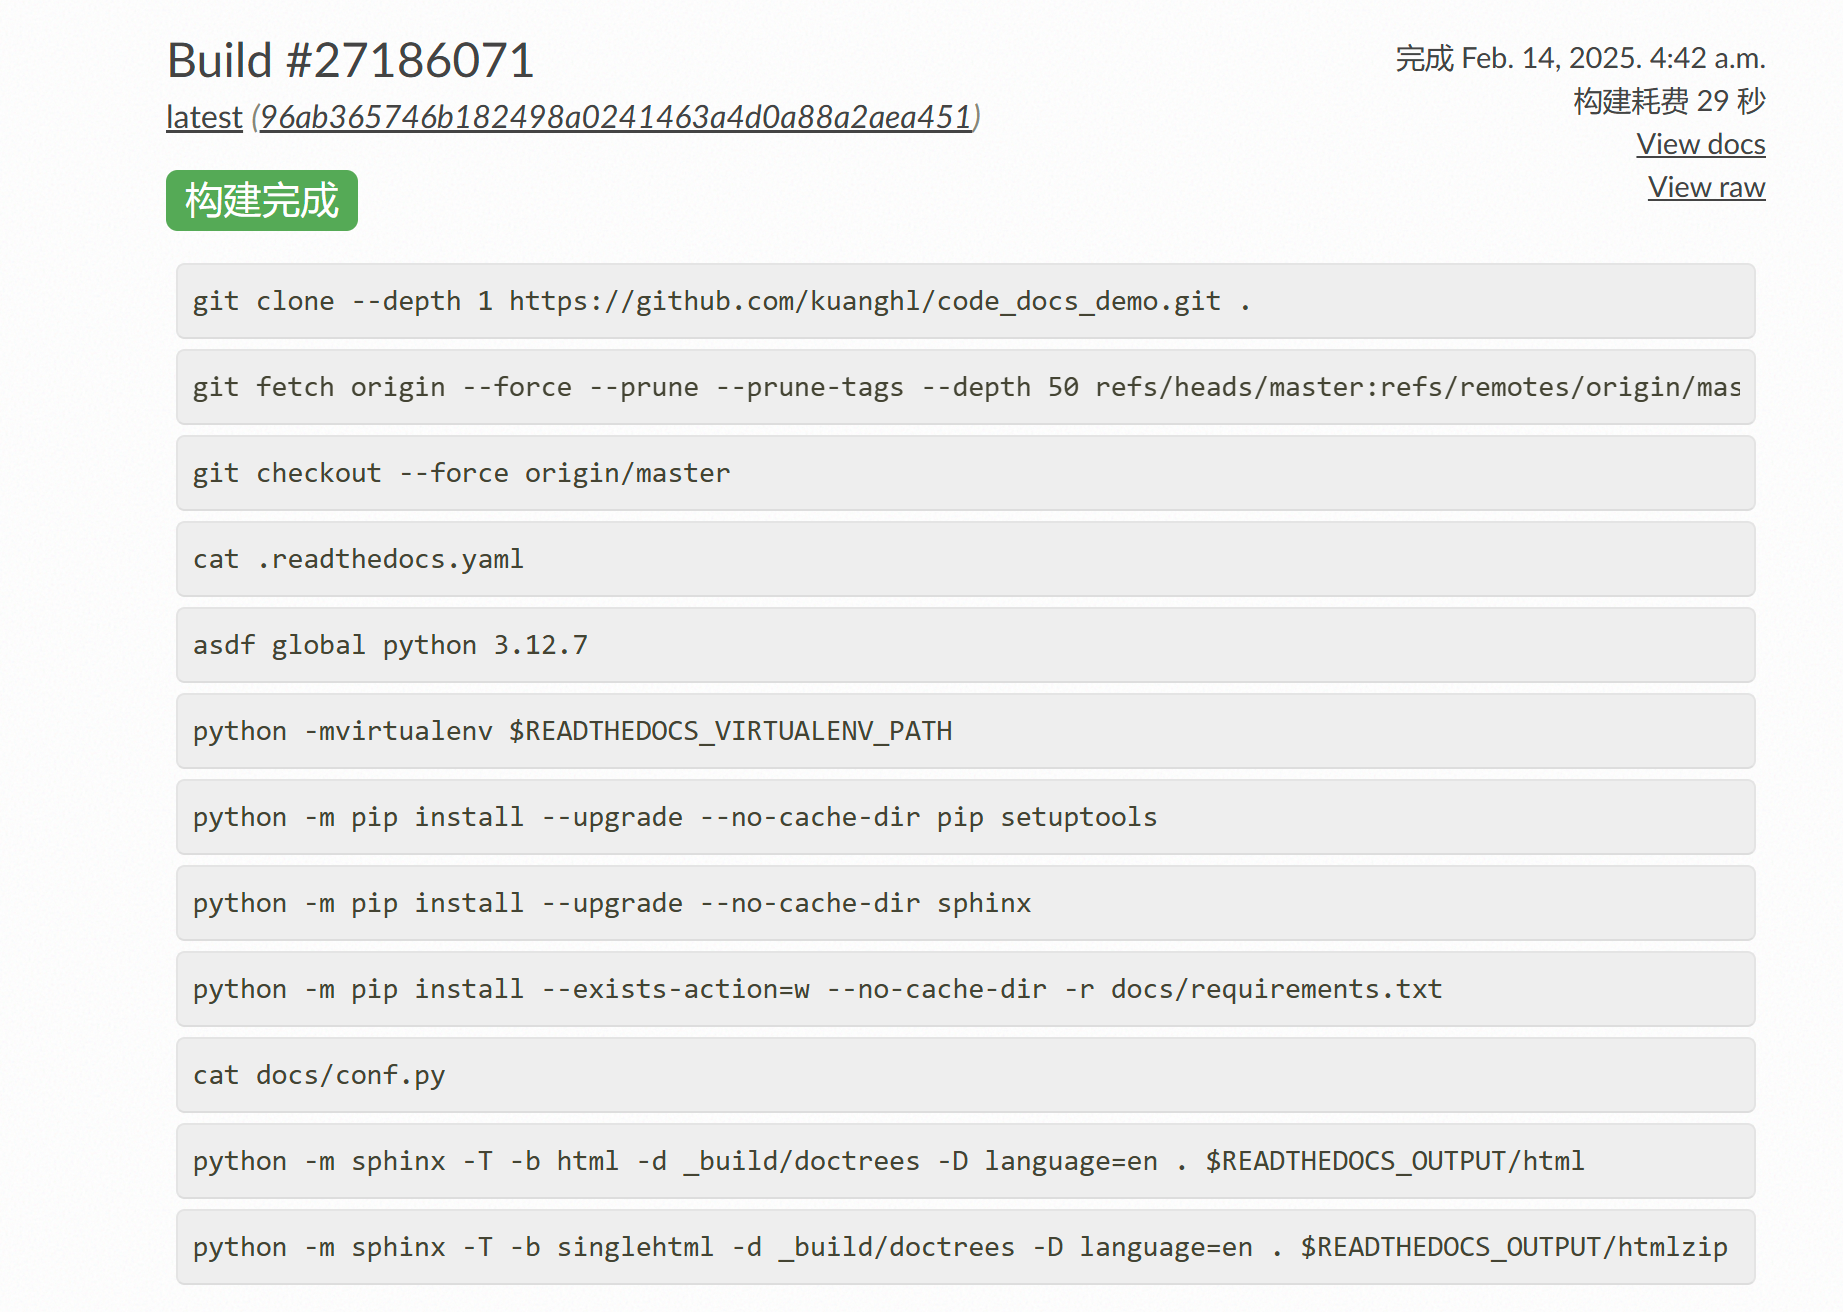 Build #27186071
latest (96ab365746b182498a0241463a4d0a88a2aea451)
完成 Feb. 14, 2025. 4:42 a.m.
构建耗费 29 秒
View docs
View raw
构建完成
git clone --depth 1 https://github.com/kuanghl/code_docs_demo.git .
git fetch origin --force --prune --prune-tags --depth 50 refs/heads/master:refs/remotes/origin/mas
git checkout --force origin/master
cat .readthedocs.yaml
asdf global python 3.12.7
python -mvirtualenv $READTHEDOCS_VIRTUALENV_PATH
python -m pip install --upgrade --no-cache-dir pip setuptools
python -m pip install --upgrade --no-cache-dir sphinx
python -m pip install --exists-action=w --no-cache-dir -r docs/requirements.txt
cat docs/conf.py
python -m sphinx -T -b html -d _build/doctrees -D language=en . $READTHEDOCS_OUTPUT/html
python -m sphinx -T -b singlehtml -d _build/doctrees -D language=en . $READTHEDOCS_OUTPUT/htmlzip